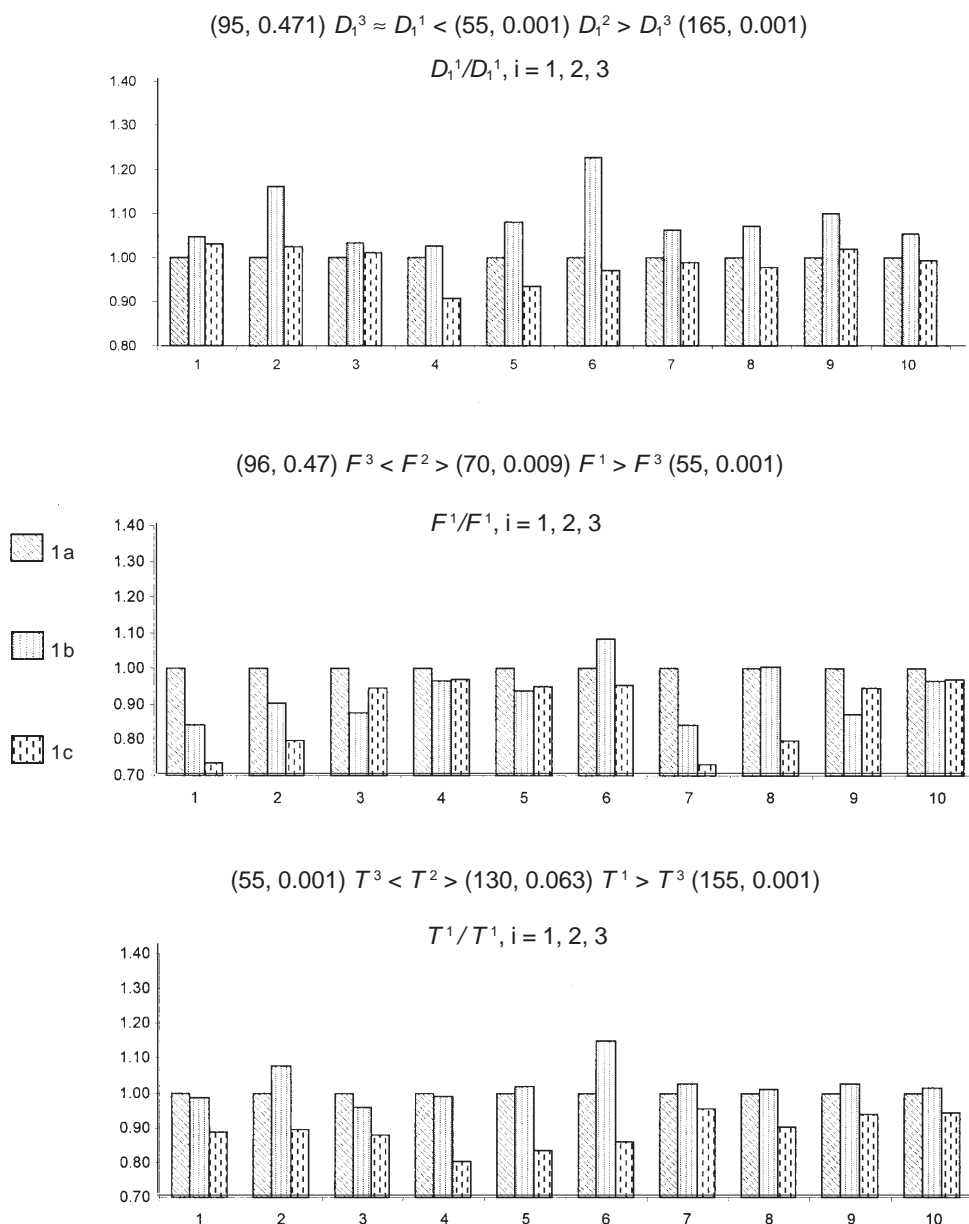 (95, 0.471) D₁³ ≈ D₁¹ < (55, 0.001) D₁² > D₁³ (165, 0.001)
D₁¹/D₁¹, i = 1, 2, 3
1.40
1.30
1.20
1.10
1.00
0.90
0.80
1 2 3 4 5 6 7 8 9 10
(96, 0.47) F³ < F² > (70, 0.009) F¹ > F³ (55, 0.001)
F¹/F¹, i = 1, 2, 3
1.40
1.30
1.20
1.10
1.00
0.90
0.80
0.70
1 2 3 4 5 6 7 8 9 10
1a
1b
1c
(55, 0.001) T³ < T² > (130, 0.063) T¹ > T³ (155, 0.001)
T¹/T¹, i = 1, 2, 3
1.40
1.30
1.20
1.10
1.00
0.90
0.80
0.70
1 2 3 4 5 6 7 8 9 10